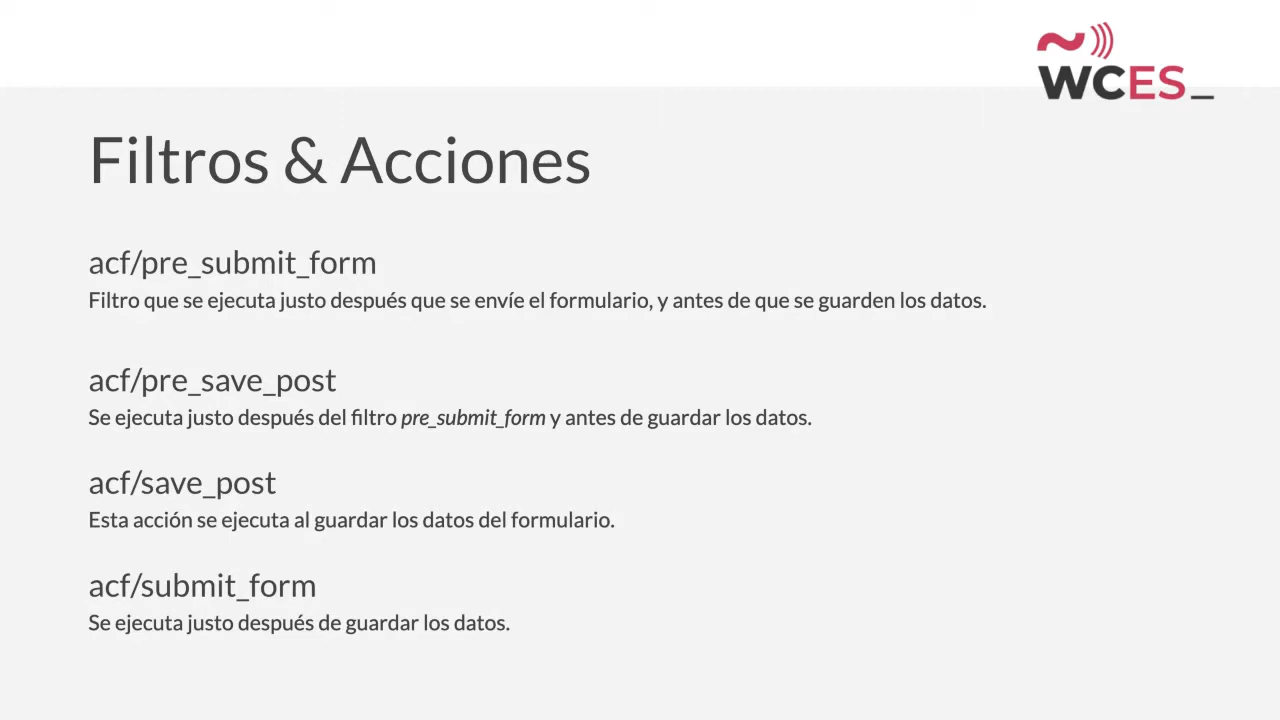 WCES_
Filtros & Acciones
acf/pre_submit_form
Filtro que se ejecuta justo después que se envíe el formulario, y antes de que se guarden los datos.
acf/pre_save_post
Se ejecuta justo después del filtro pre_submit_form y antes de guardar los datos.
acf/save_post
Esta acción se ejecuta al guardar los datos del formulario.
acf/submit_form
Se ejecuta justo después de guardar los datos.